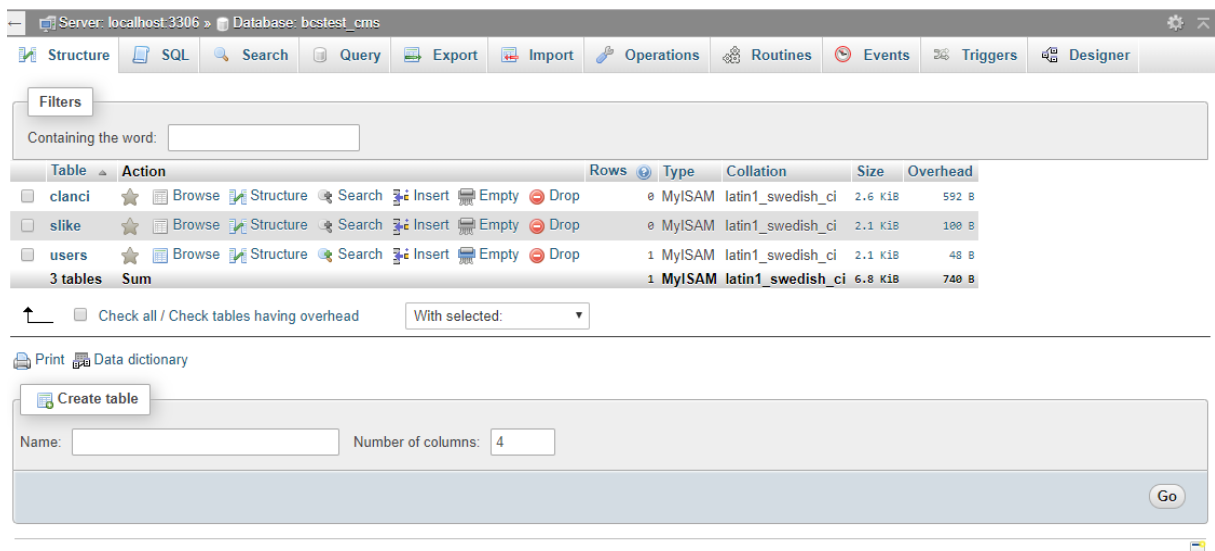 Server: localhost:3306 » Database: bcstest_cms
Structure SQL Search Query Export Import Operations Routines Events Triggers Designer
Filters
Containing the word:
Table Action Rows Type Collation Size Overhead
clanci Browse Structure Search Insert Empty Drop 0 MyISAM latin1_swedish_ci 2.6 KiB 592 B
slike Browse Structure Search Insert Empty Drop 0 MyISAM latin1_swedish_ci 2.1 KiB 100 B
users Browse Structure Search Insert Empty Drop 1 MyISAM latin1_swedish_ci 2.1 KiB 48 B
3 tables Sum 1 MyISAM latin1_swedish_ci 6.8 KiB 740 B
Check all / Check tables having overhead With selected:
Print Data dictionary
Create table
Name: Number of columns: 4
Go